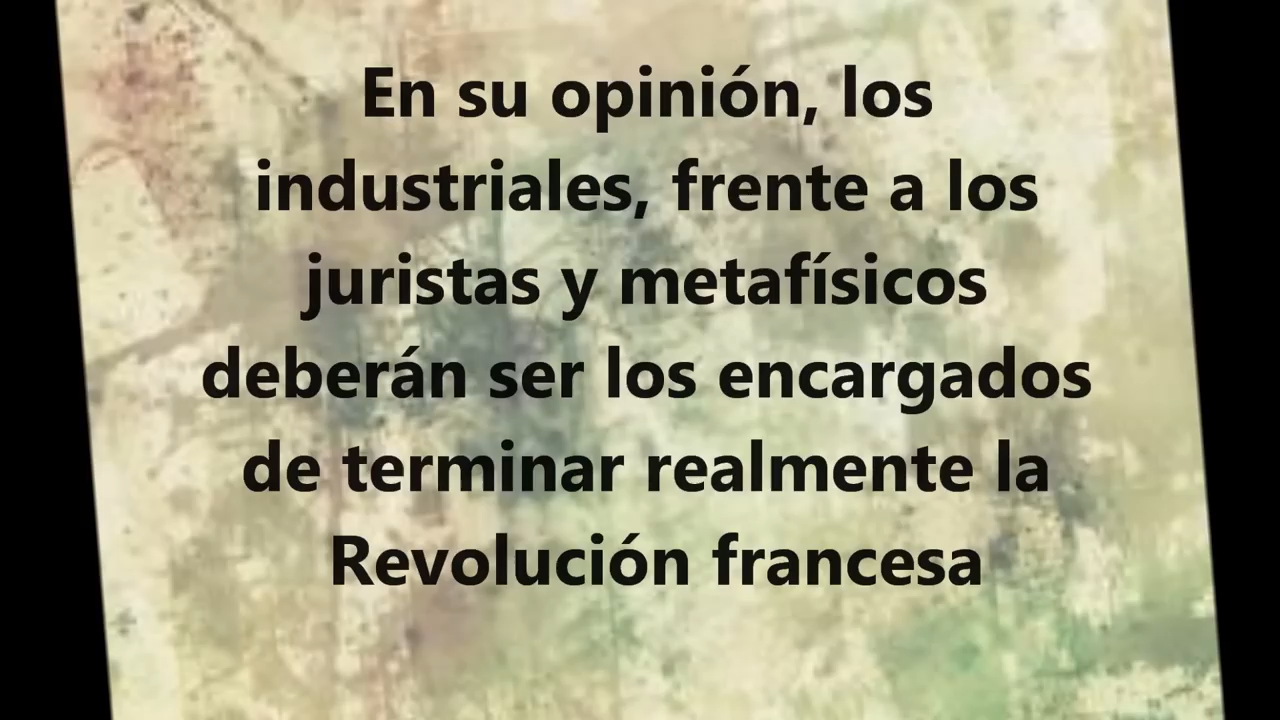 En su opinión, los
industriales, frente a los
juristas y metafísicos
deberán ser los encargados
de terminar realmente la
Revolución francesa